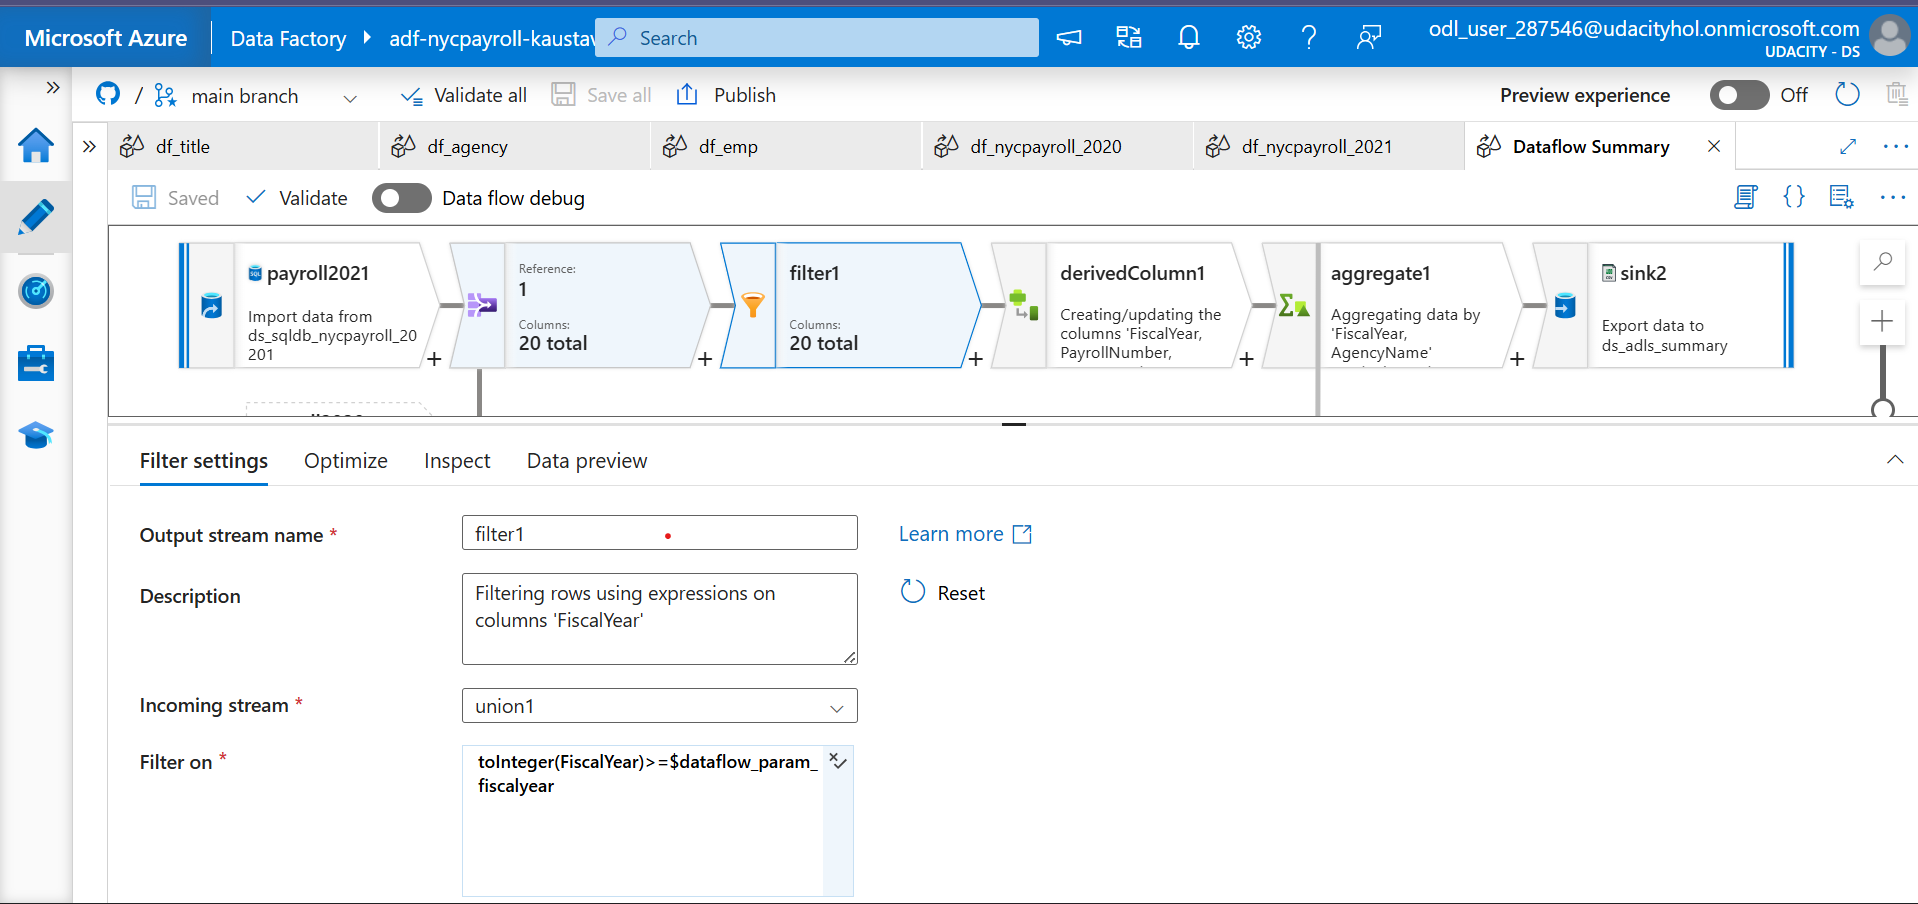 Microsoft Azure
Data Factory
adf-nycpayroll-kaustav
Search
odl_user_287546@udacityhol.onmicrosoft.com
UDACITY - DS
/
main branch
Validate all
Save all
Publish
Preview experience
Off
df_title
df_agency
df_emp
df_nycpayroll_2020
df_nycpayroll_2021
Dataflow Summary
Saved
Validate
Data flow debug
payroll2021
Import data from
ds_sqldb_nycpayroll_20
201
Reference:
1
Columns:
20 total
filter1
Columns:
20 total
derivedColumn1
Creating/updating the
columns 'FiscalYear,
PayrollNumber,
aggregate1
Aggregating data by
'FiscalYear,
AgencyName'
sink2
Export data to
ds_adls_summary
Filter settings
Optimize
Inspect
Data preview
Output stream name *
filter1
Learn more
Description
Filtering rows using expressions on
columns 'FiscalYear'
Reset
Incoming stream *
union1
Filter on *
toInteger(FiscalYear)>=$dataflow_param_
fiscalyear